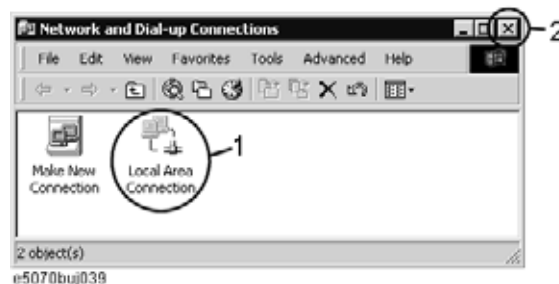 Network and Dial-up Connections
2
File Edit View Favorites Tools Advanced Help
1
Make New Connection
Local Area Connection
2 object(s)
e5070buj039